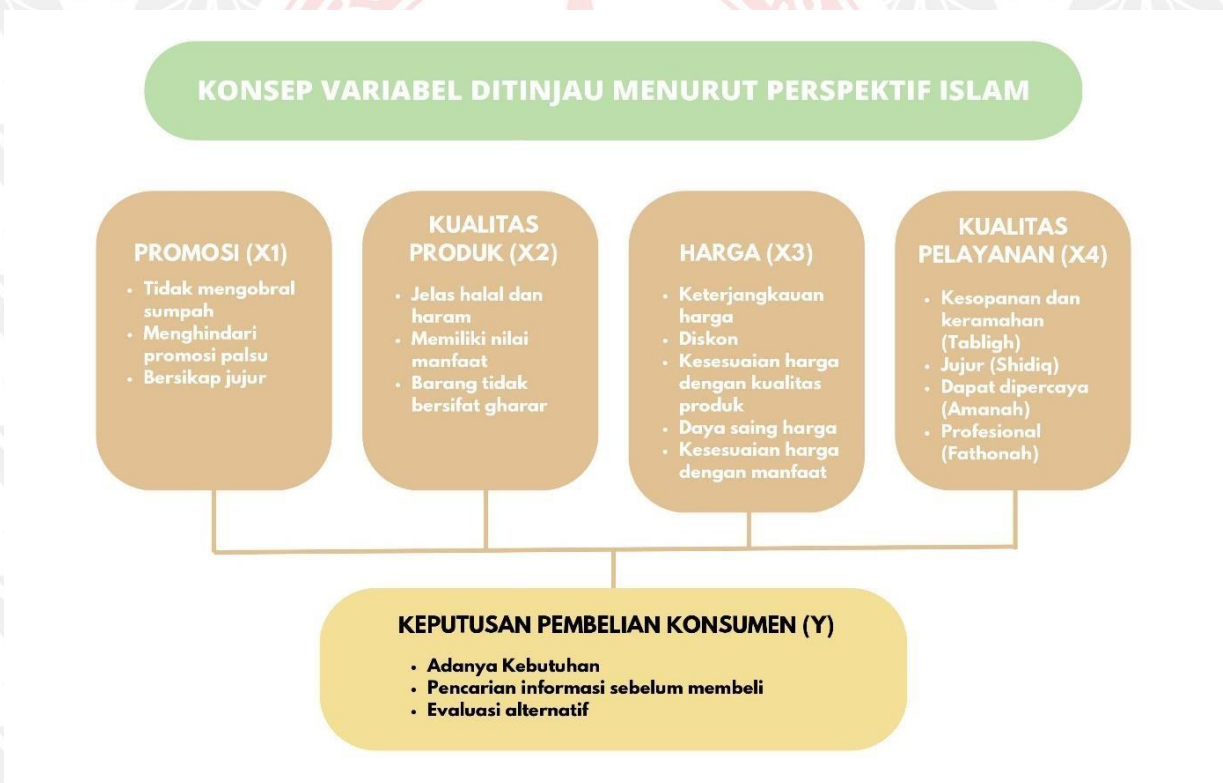 KONSEP VARIABEL DITINJAU MENURUT PERSPEKTIF ISLAM
PROMOSI (X1)
• Tidak mengobral
sumpah
• Menghindari
promosi palsu
• Bersikap jujur
KUALITAS
PRODUK (X2)
• Jelas halal dan
haram
• Memiliki nilai
manfaat
• Barang tidak
bersifat gharar
HARGA (X3)
• Keterjangkauan
harga
• Diskon
• Kesesuaian harga
dengan kualitas
produk
• Daya saing harga
• Kesesuaian harga
dengan manfaat
KUALITAS
PELAYANAN (X4)
• Kesopanan dan
keramahan
(Tabligh)
• Jujur (Shidiq)
• Dapat dipercaya
(Amanah)
• Profesional
(Fathonah)
KEPUTUSAN PEMBELIAN KONSUMEN (Y)
• Adanya Kebutuhan
• Pencarian informasi sebelum membeli
• Evaluasi alternatif